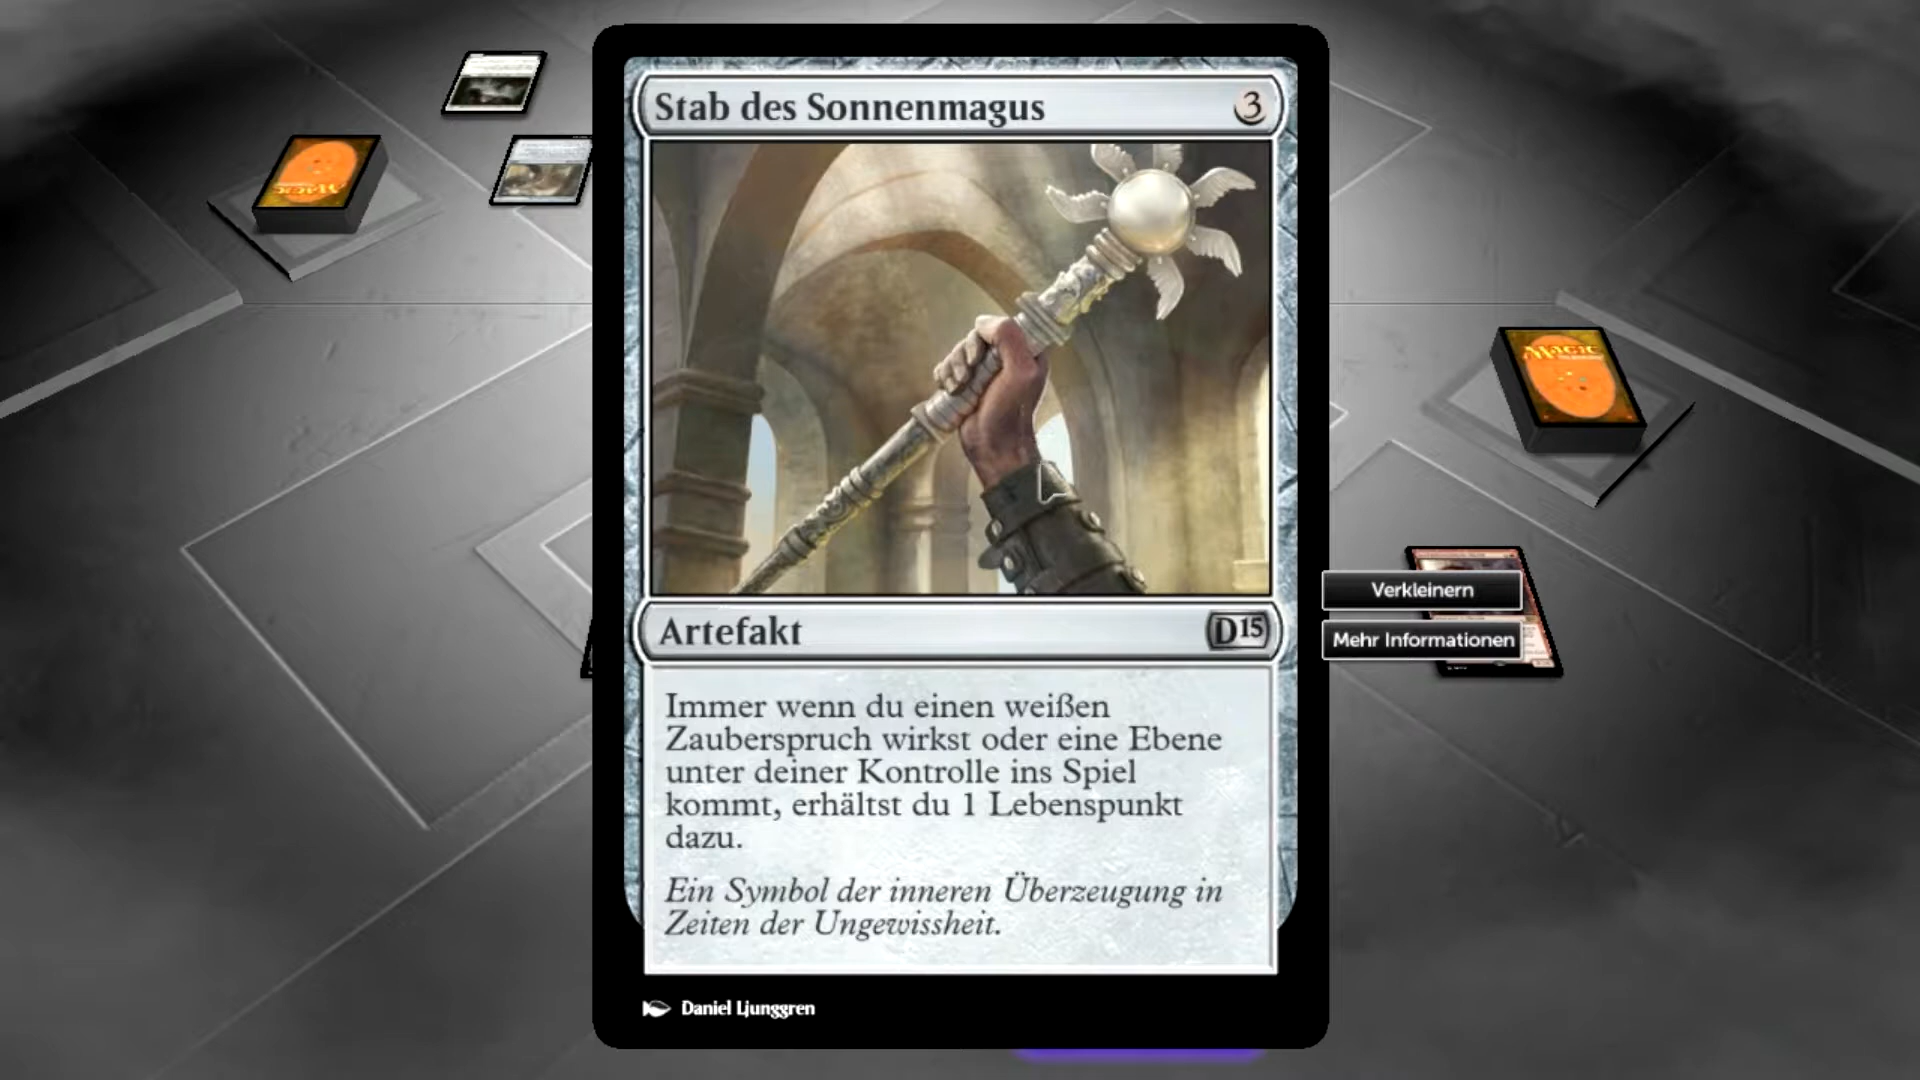 Stab des Sonnenmagus
3
Artefakt
D15
Immer wenn du einen weißen
Zauberspruch wirkst oder eine Ebene
unter deiner Kontrolle ins Spiel
kommt, erhältst du 1 Lebenspunkt
dazu.
Ein Symbol der inneren Überzeugung in
Zeiten der Ungewissheit.
Daniel Ljunggren
Magic
Magic
Verkleinern
Mehr Informationen